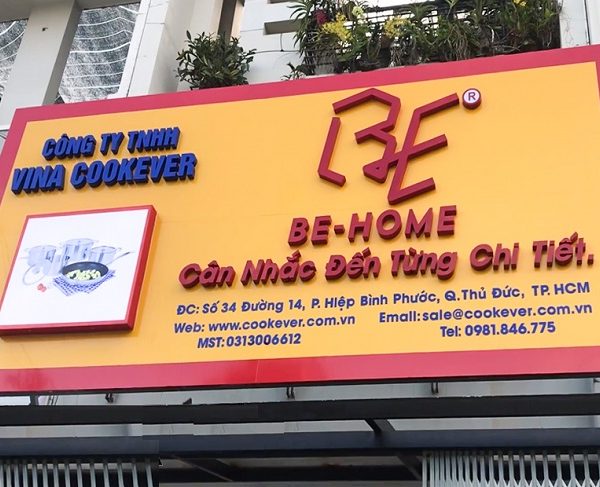 CÔNG TY TNHH
VINA COOKEVER
BE ®
BE-HOME
Cân Nhắc Đến Từng Chi Tiết.
ĐC: Số 34 Đường 14, P. Hiệp Bình Phước, Q.Thủ Đức, TP.HCM
Web: www.cookever.com.vn Email:sale@cookever.com.vn
MST:0313006612 Tel: 0981.846.775